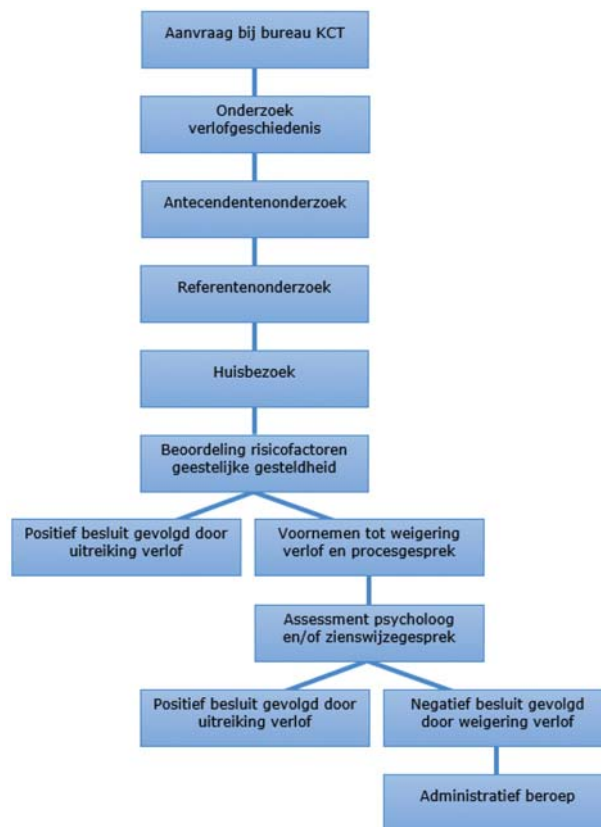 Aanvraag bij bureau KCT
Onderzoek
verlofgeschiedenis
Antecendentenonderzoek
Referentenonderzoek
Huisbezoek
Beoordeling risicofactoren
geestelijke gesteldheid
Positief besluit gevolgd door
uitreiking verlof
Voornemen tot weigering
verlof en procesgesprek
Assessment psycholoog
en/of zienswijzegesprek
Positief besluit gevolgd door
uitreiking verlof
Negatief besluit gevolgd
door weigering verlof
Administratief beroep